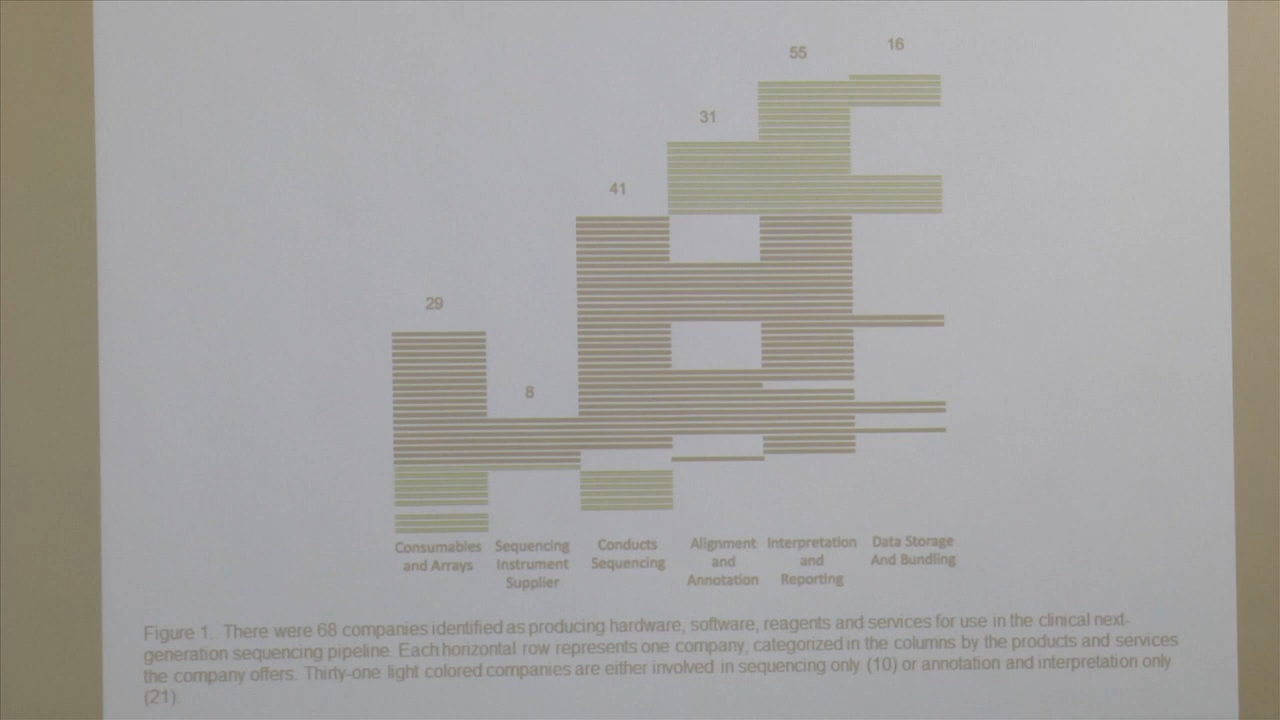 16
55
31
41
29
8
Consumables
and Arrays
Sequencing
Instrument
Supplier
Conducts
Sequencing
Alignment
and
Annotation
Interpretation
and
Reporting
Data Storage
And Bundling
Figure 1. There were 68 companies identified as producing hardware, software, reagents and services for use in the clinical next-
generation sequencing pipeline. Each horizontal row represents one company, categorized in the columns by the products and services
the company offers. Thirty-one light colored companies are either involved in sequencing only (10) or annotation and interpretation only
(21).